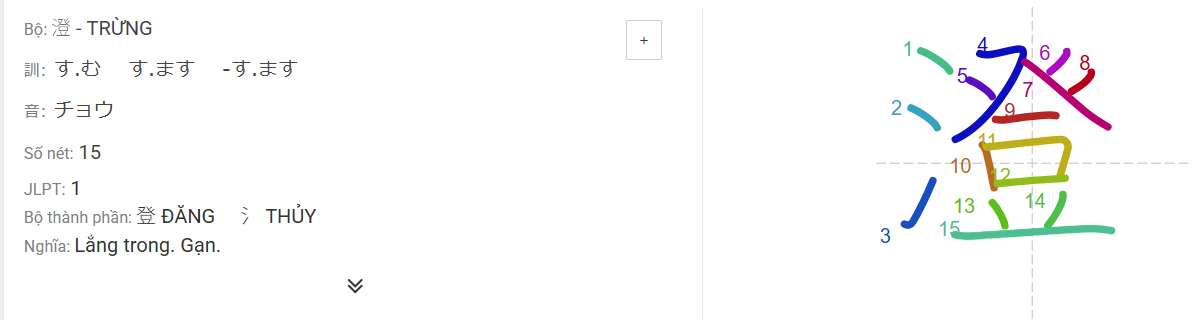 Bộ: 澄 - TRỪNG
+
訓: す.む す.ます -す.ます
音: チョウ
Số nét: 15
JLPT: 1
Bộ thành phần: 登 ĐĂNG 氵 THỦY
Nghĩa: Lắng trong. Gạn.
1 4 6 8
5 7
2 9
11
10 12
13 14
3 15